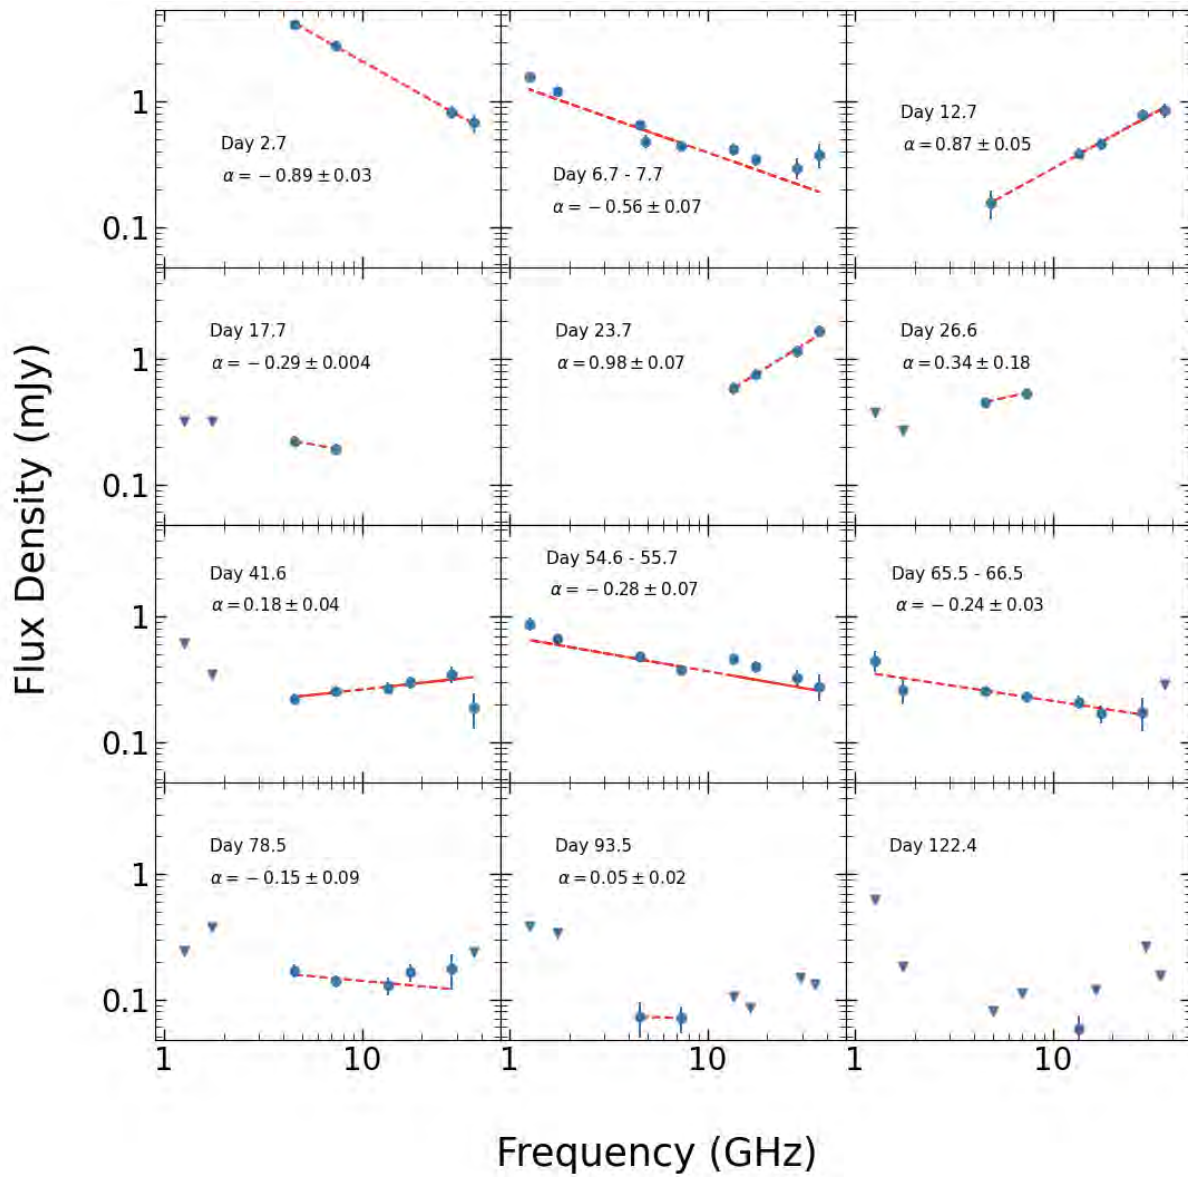 Flux Density (mJy)
1
0.1
Day 2.7
α = − 0.89 ± 0.03
Day 6.7 - 7.7
α = − 0.56 ± 0.07
Day 12.7
α = 0.87 ± 0.05
1
0.1
Day 17.7
α = − 0.29 ± 0.004
Day 23.7
α = 0.98 ± 0.07
Day 26.6
α = 0.34 ± 0.18
1
0.1
Day 41.6
α = 0.18 ± 0.04
Day 54.6 - 55.7
α = − 0.28 ± 0.07
Day 65.5 - 66.5
α = − 0.24 ± 0.03
1
0.1
Day 78.5
α = − 0.15 ± 0.09
Day 93.5
α = 0.05 ± 0.02
Day 122.4
1 10 1 10 1 10
Frequency (GHz)